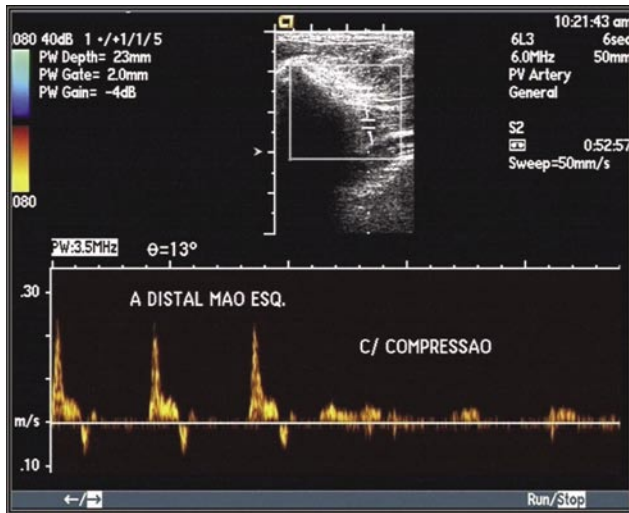 10:21:43 am
080 40dB 1 ·/+1/1/5
PW Depth= 23mm
PW Gate= 2.0mm
PW Gain= -4dB
6L3 6sec
6.0MHz 50mm
PV Artery
General
S2
0:52:57
Sweep=50mm/s
080
PW:3.5MHz θ=13°
.30
A DISTAL MAO ESQ.
C/ COMPRESSAO
m/s
.10
←/→ Run/Stop